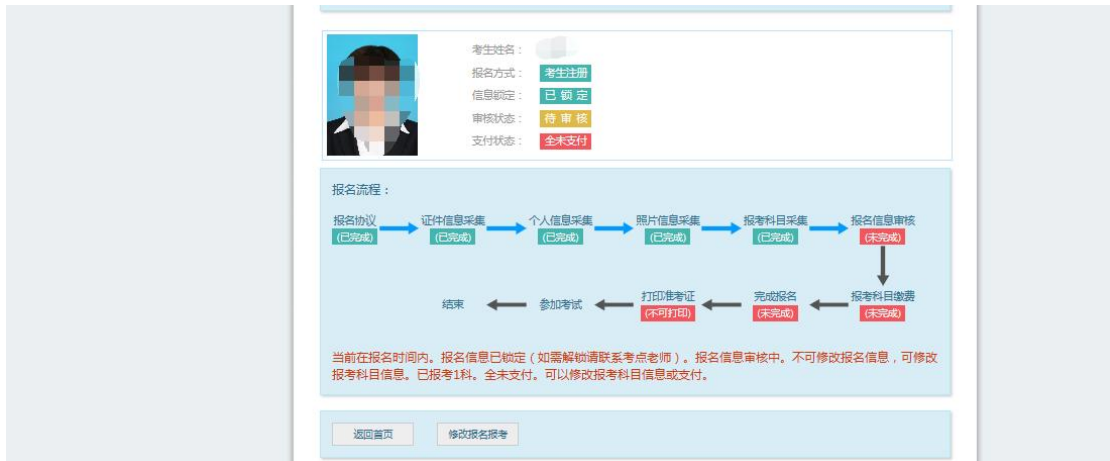 考生姓名：
报名方式： 考生注册
信息锁定： 已锁定
审核状态： 待审核
支付状态： 全未支付
报名流程：
报名协议 证件信息采集 个人信息采集 照片信息采集 报考科目采集 报名信息审核
(已完成) (已完成) (已完成) (已完成) (已完成) (未完成)
结束 参加考试 打印准考证 完成报名 报考科目缴费
(不可打印) (未完成) (未完成)
当前在报名时间内。报名信息已锁定（如需解锁请联系考点老师）。报名信息审核中。不可修改报名信息，可修改
报考科目信息。已报考1科。全未支付。可以修改报考科目信息或支付。
返回首页 修改报名报考